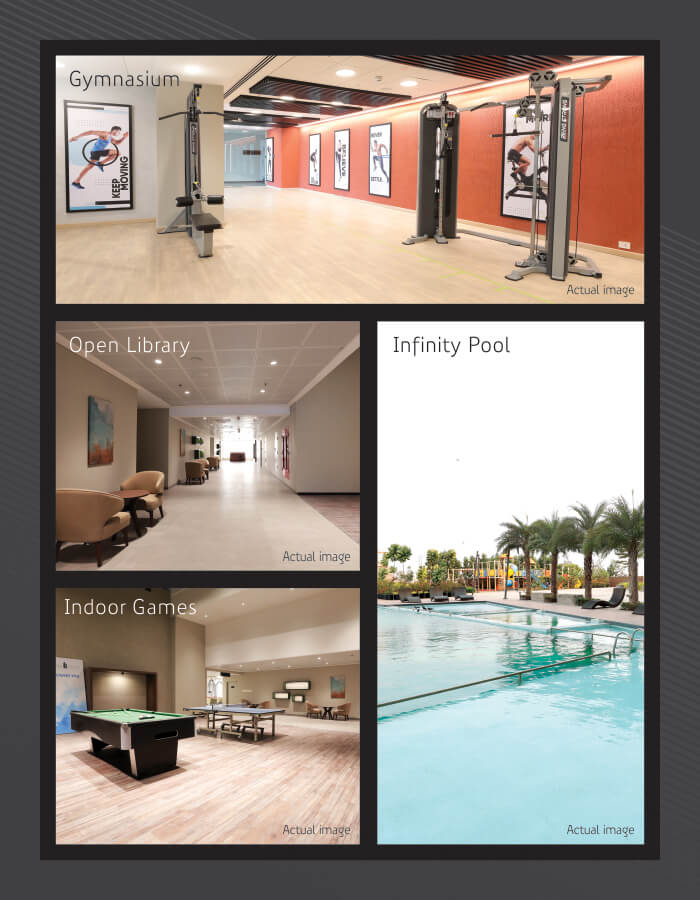 Gymnasium
KEEP
MOVING
BELIEVE
NEVER
SETTLE.
Actual image
Open Library
Actual image
Infinity Pool
Indoor Games
Actual image
Actual image